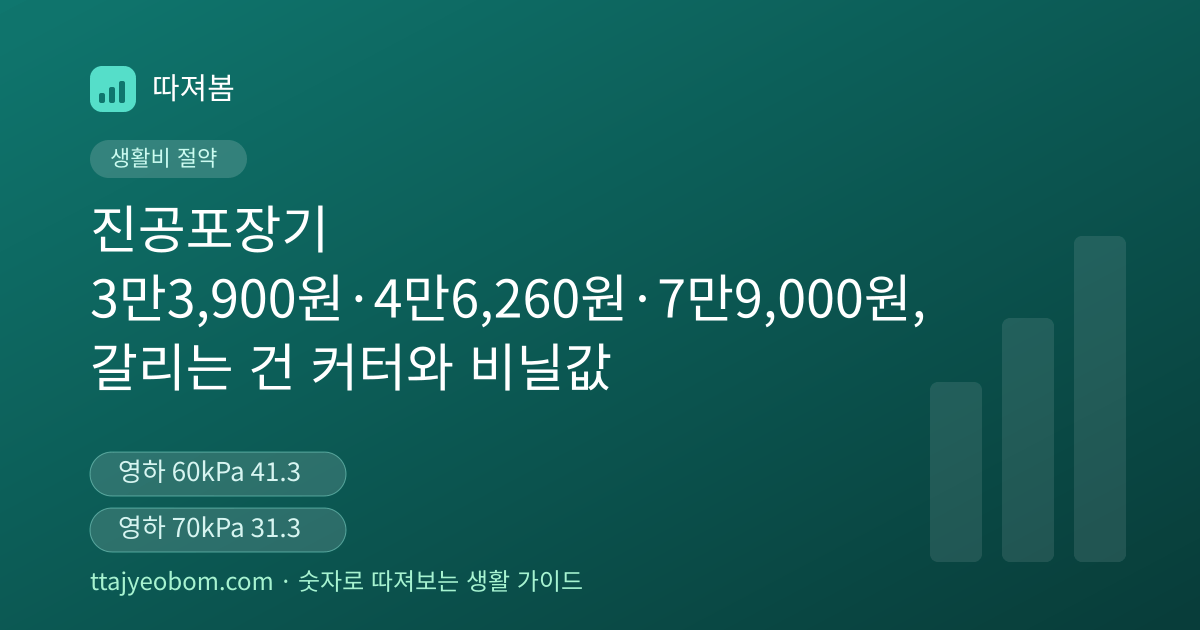 따져봄
생활비 절약
진공포장기
3만3,900원·4만6,260원·7만9,000원,
갈리는 건 커터와 비닐값
영하 60kPa 41.3
영하 70kPa 31.3
ttajyeobom.com · 숫자로 따져보는 생활 가이드